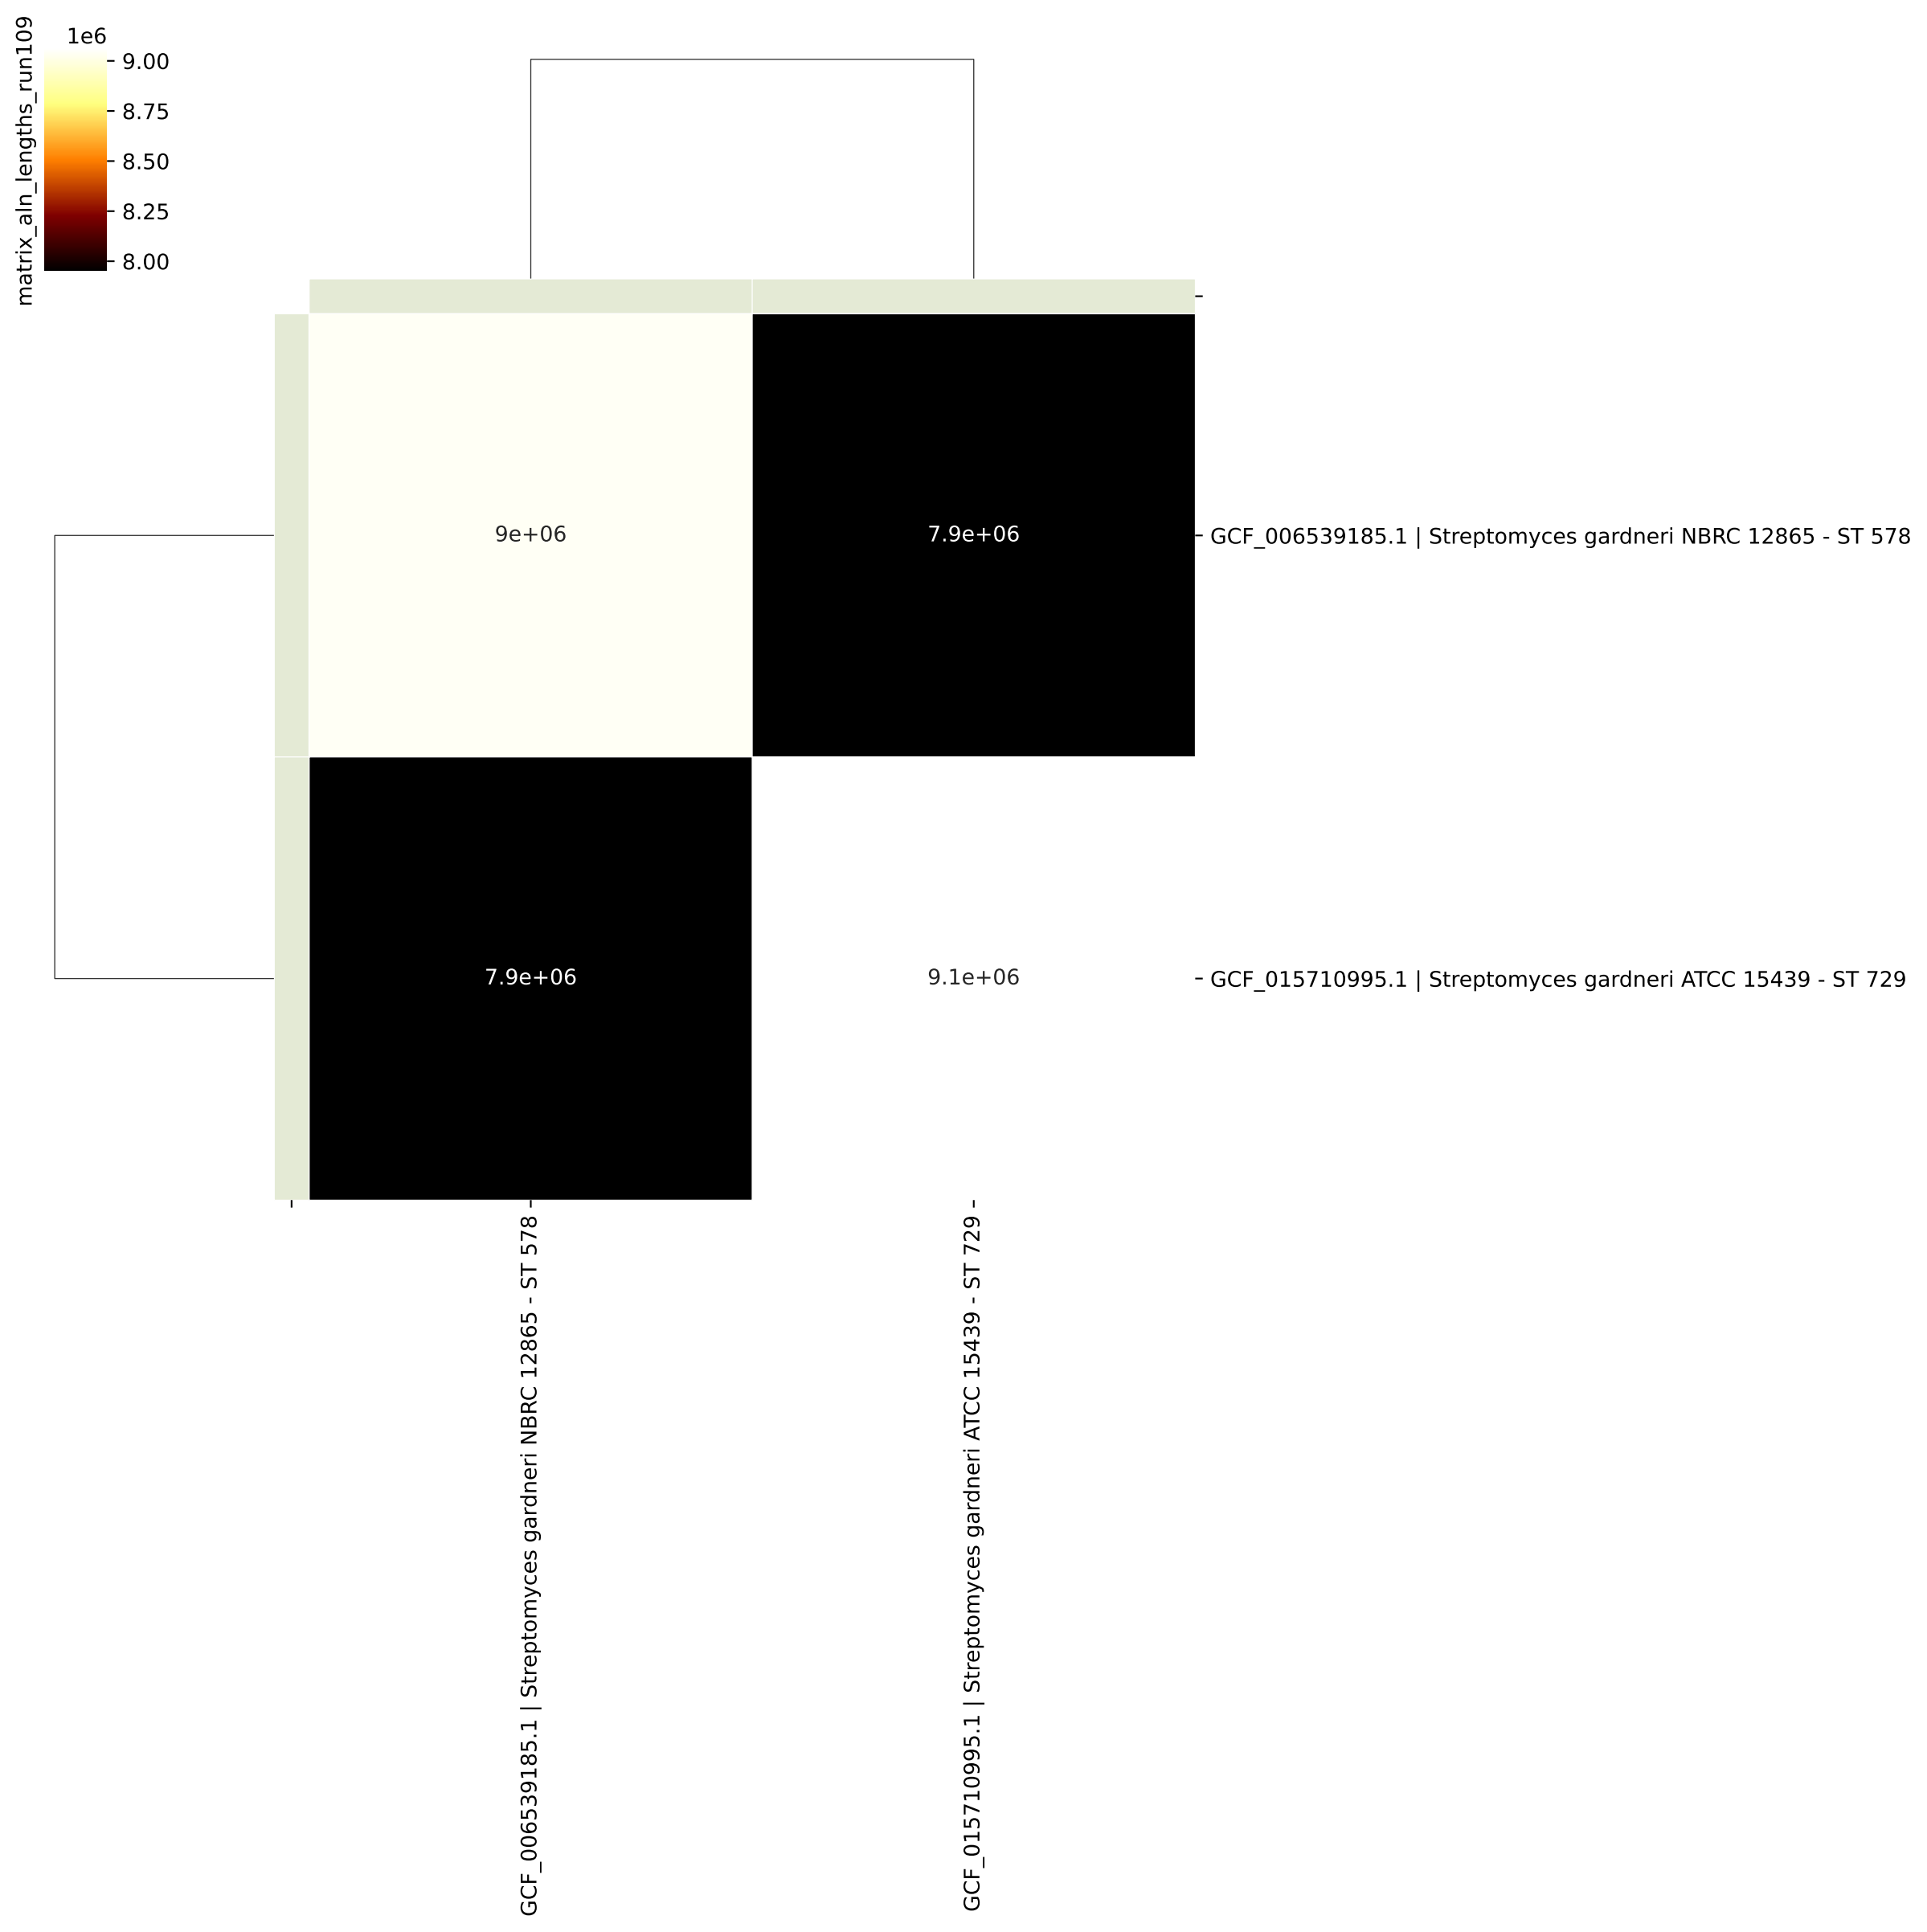 matrix_aln_lengths_run109
1e6
9.00
8.75
8.50
8.25
8.00
9e+06
7.9e+06
GCF_006539185.1 | Streptomyces gardneri NBRC 12865 - ST 578
7.9e+06
9.1e+06
GCF_015710995.1 | Streptomyces gardneri ATCC 15439 - ST 729
GCF_006539185.1 | Streptomyces gardneri NBRC 12865 - ST 578
GCF_015710995.1 | Streptomyces gardneri ATCC 15439 - ST 729